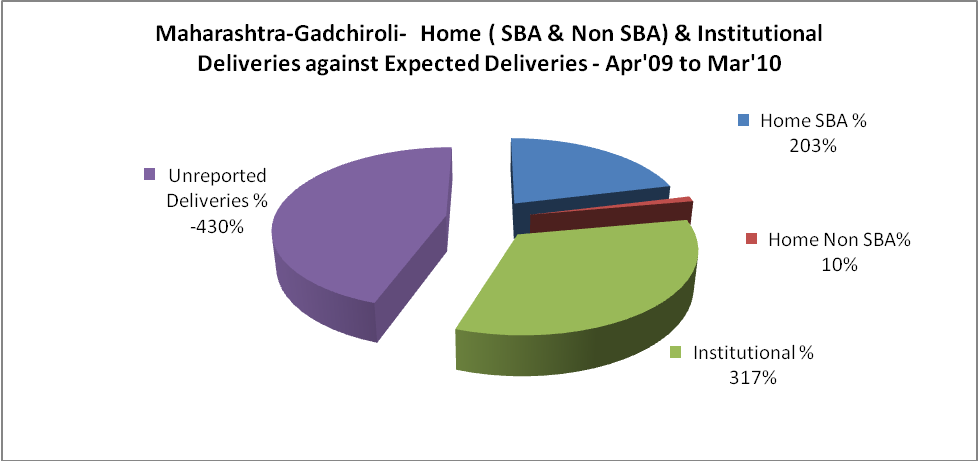 Maharashtra-Gadchiroli- Home ( SBA & Non SBA) & Institutional
Deliveries against Expected Deliveries - Apr'09 to Mar'10
Home SBA %
203%
Unreported
Deliveries %
-430%
Home Non SBA%
10%
Institutional %
317%